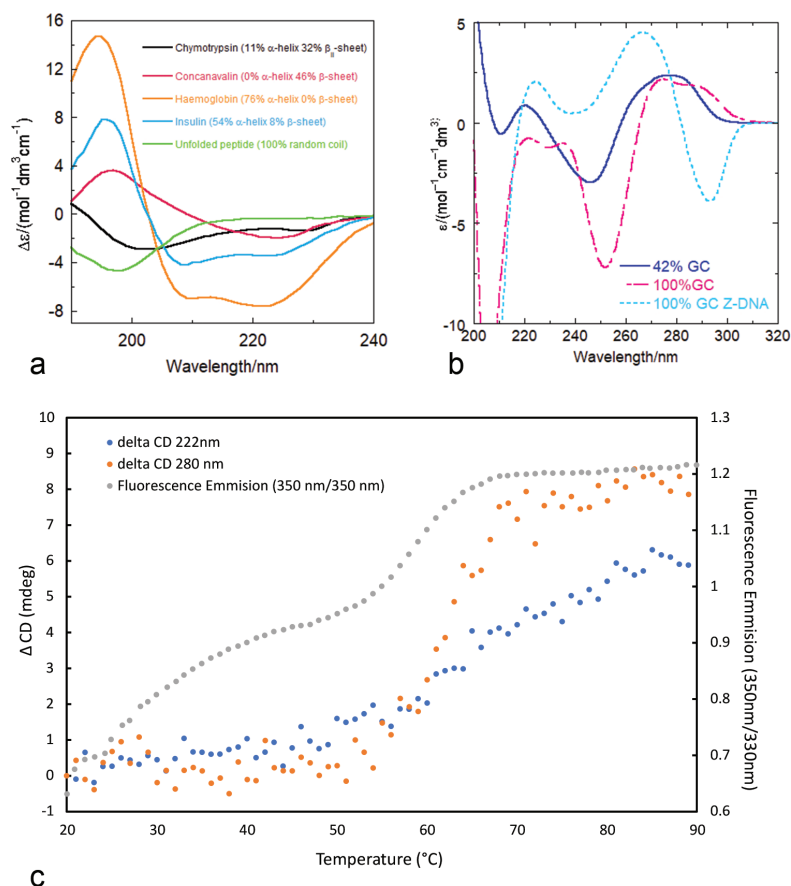 16
12
8
4
0
-4
-8
Δε/(mol⁻¹dm³cm⁻¹)
Chymotrypsin (11% α-helix 32% βII-sheet)
Concanavalin (0% α-helix 46% β-sheet)
Haemoglobin (76% α-helix 0% β-sheet)
Insulin (54% α-helix 8% β-sheet)
Unfolded peptide (100% random coil)
200 220 240
Wavelength/nm
a
5
0
-5
-10
ε/(mol⁻¹cm⁻¹dm³)
42% GC
100%GC
100% GC Z-DNA
200 220 240 260 280 300 320
Wavelength/nm
b
10
9
8
7
6
5
4
3
2
1
0
-1
Δ CD (mdeg)
delta CD 222nm
delta CD 280 nm
Fluorescence Emmision (350 nm/350 nm)
1.3
1.2
1.1
1
0.9
0.8
0.7
0.6
Fluorescence Emmision (350nm/330nm)
20 30 40 50 60 70 80 90
Temperature (°C)
c